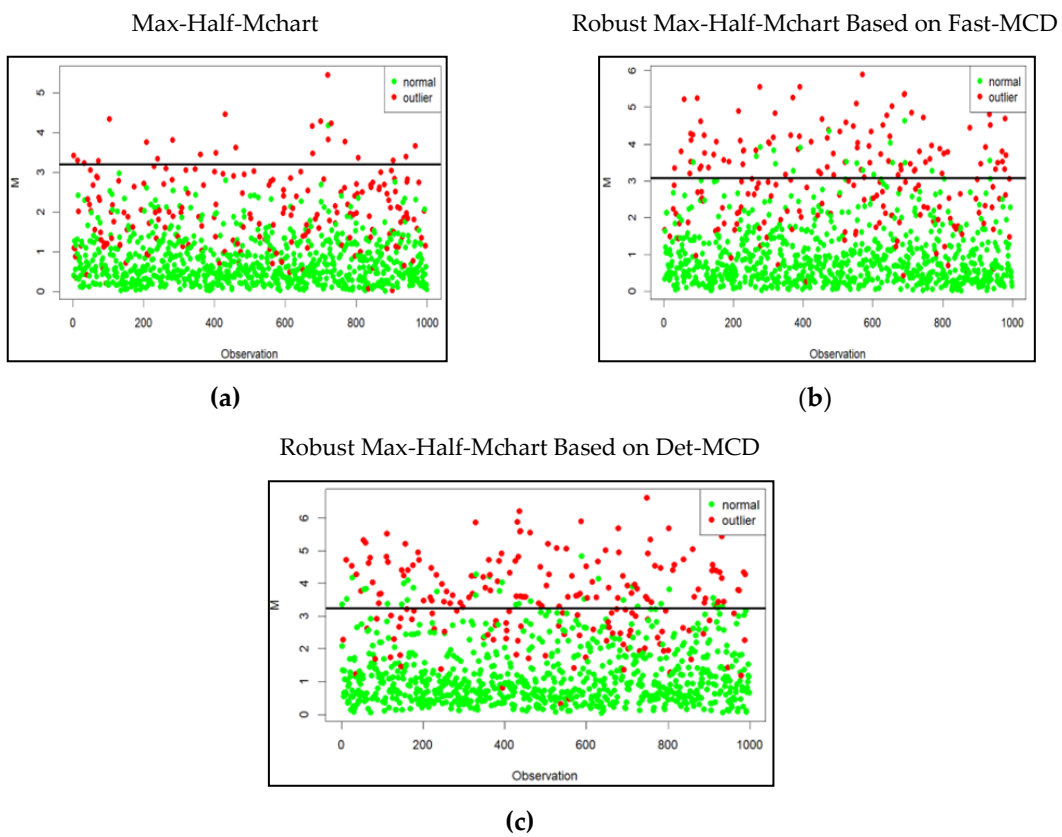 Max-Half-Mchart
Robust Max-Half-Mchart Based on Fast-MCD
5
4
3
2
1
0
M
normal
outlier
0 200 400 600 800 1000
Observation
(a)
6
5
4
3
2
1
0
M
normal
outlier
0 200 400 600 800 1000
Observation
(b)
Robust Max-Half-Mchart Based on Det-MCD
6
5
4
3
2
1
0
M
normal
outlier
0 200 400 600 800 1000
Observation
(c)